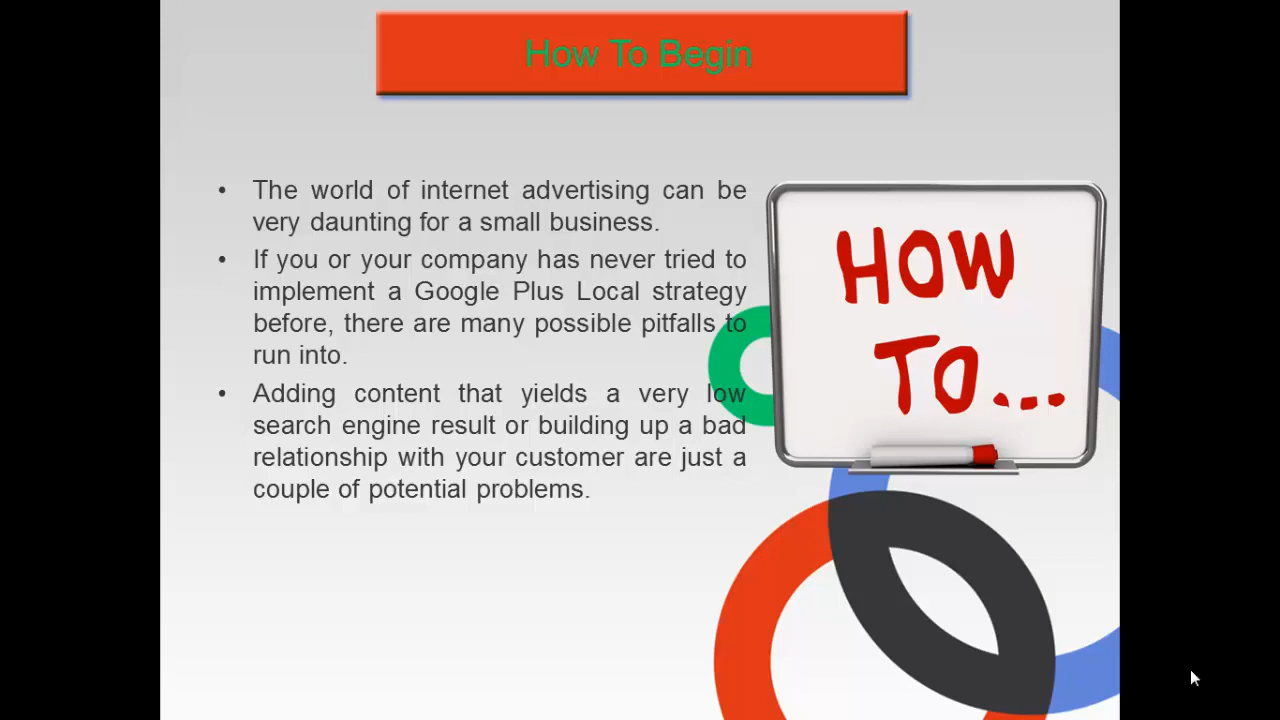 How To Begin
• The world of internet advertising can be
very daunting for a small business.
• If you or your company has never tried to
implement a Google Plus Local strategy
before, there are many possible pitfalls to
run into.
• Adding content that yields a very low
search engine result or building up a bad
relationship with your customer are just a
couple of potential problems.
HOW
TO...